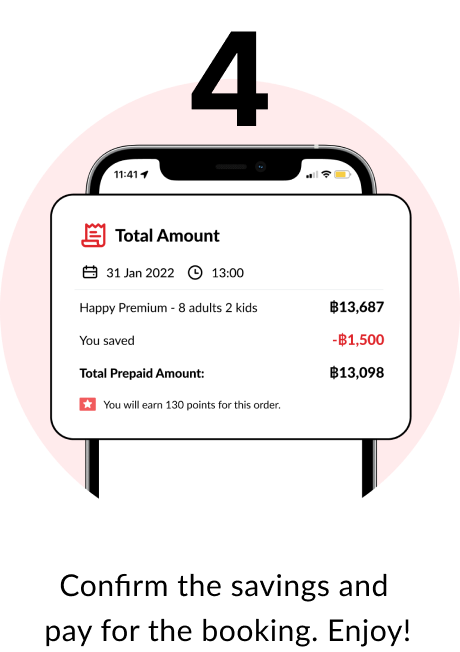 4
11:41
Total Amount
31 Jan 2022 13:00
Happy Premium - 8 adults 2 kids ฿13,687
You saved -฿1,500
Total Prepaid Amount: ฿13,098
You will earn 130 points for this order.
Confirm the savings and
pay for the booking. Enjoy!